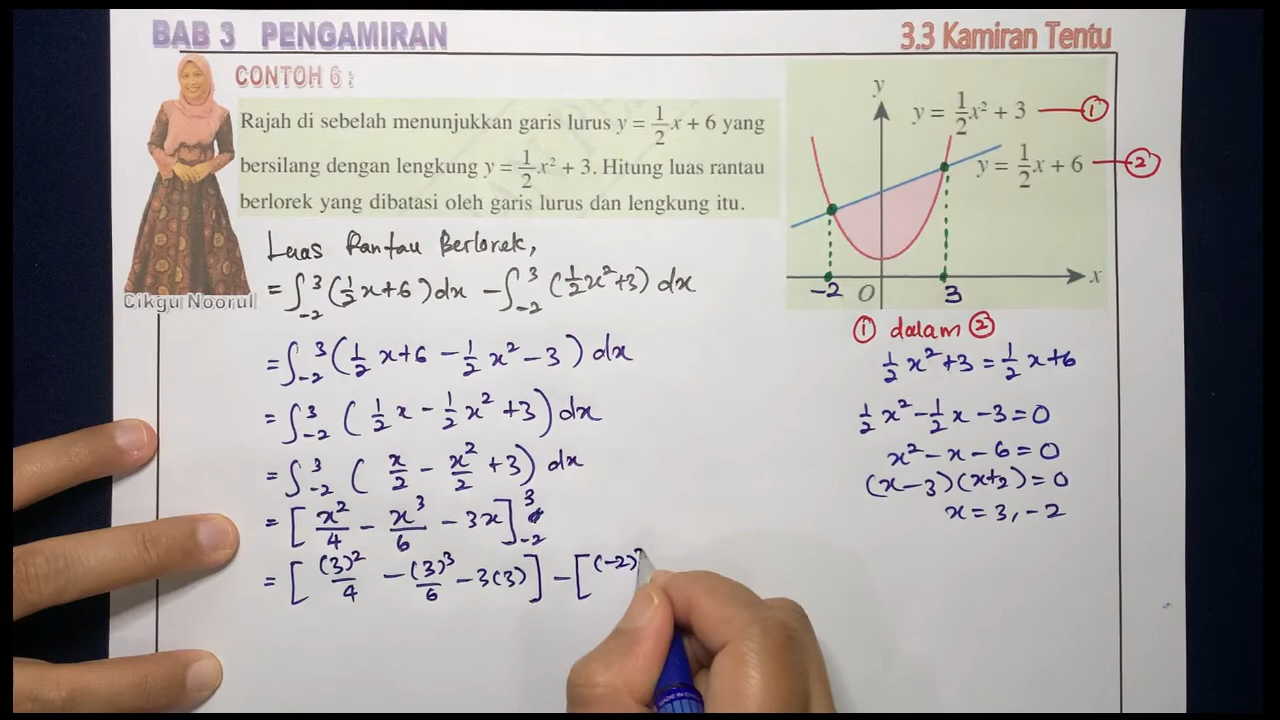 BAB 3 PENGAMIRAN
3.3 Kamiran Tentu
CONTOH 6 :
Rajah di sebelah menunjukkan garis lurus y = 1/2 x + 6 yang
bersilang dengan lengkung y = 1/2 x² + 3. Hitung luas rantau
berlorek yang dibatasi oleh garis lurus dan lengkung itu.
Cikgu Noorul
y
y = 1/2 x² + 3 — ①
y = 1/2 x + 6 — ②
-2 O 3 x
Luas Rantau Berlorek,
= ∫₋₂³ (1/2 x + 6) dx - ∫₋₂³ (1/2 x² + 3) dx
= ∫₋₂³ (1/2 x + 6 - 1/2 x² - 3) dx
= ∫₋₂³ (1/2 x - 1/2 x² + 3) dx
= ∫₋₂³ (x/2 - x²/2 + 3) dx
= [x²/4 - x³/6 - 3x]₋₂³
= [(3)²/4 - (3)³/6 - 3(3)] - [(-2)
① dalam ②
1/2 x² + 3 = 1/2 x + 6
1/2 x² - 1/2 x - 3 = 0
x² - x - 6 = 0
(x - 3)(x + 2) = 0
x = 3, -2
MADE IN